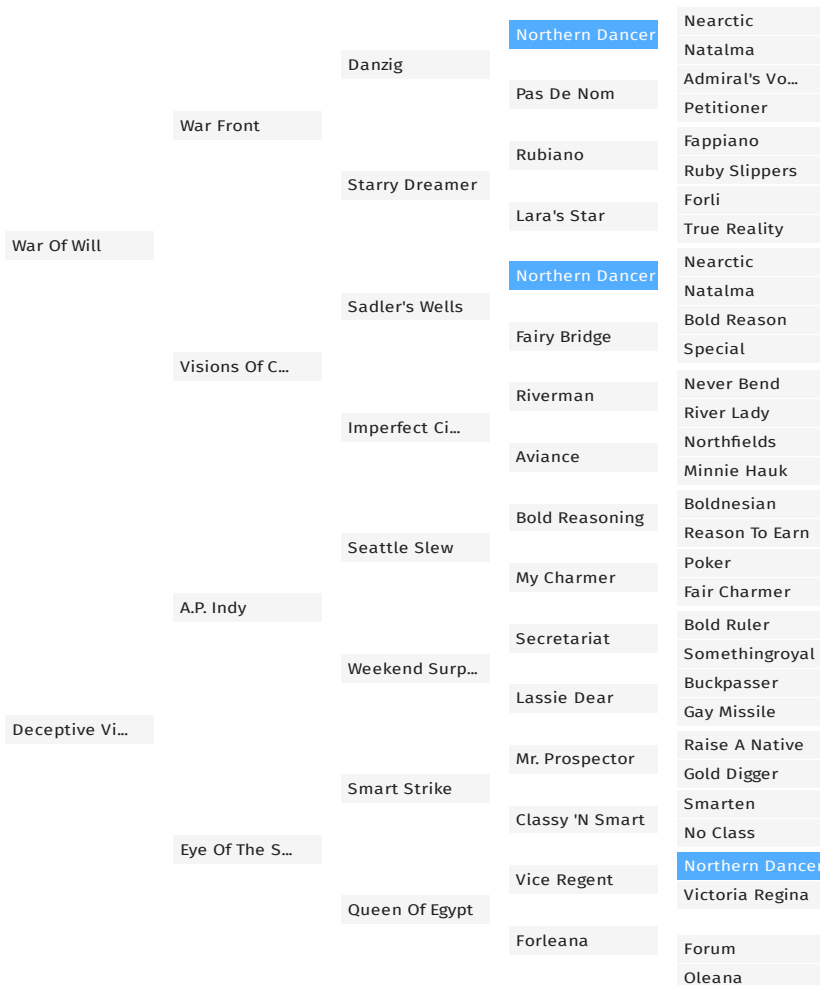 War Of Will
Deceptive Vi...
War Front
Visions Of C...
A.P. Indy
Eye Of The S...
Danzig
Starry Dreamer
Sadler's Wells
Imperfect Ci...
Seattle Slew
Weekend Surp...
Smart Strike
Queen Of Egypt
Northern Dancer
Pas De Nom
Rubiano
Lara's Star
Northern Dancer
Fairy Bridge
Riverman
Aviance
Bold Reasoning
My Charmer
Secretariat
Lassie Dear
Mr. Prospector
Classy 'N Smart
Vice Regent
Forleana
Nearctic
Natalma
Admiral's Vo...
Petitioner
Fappiano
Ruby Slippers
Forli
True Reality
Nearctic
Natalma
Bold Reason
Special
Never Bend
River Lady
Northfields
Minnie Hauk
Boldnesian
Reason To Earn
Poker
Fair Charmer
Bold Ruler
Somethingroyal
Buckpasser
Gay Missile
Raise A Native
Gold Digger
Smarten
No Class
Northern Dancer
Victoria Regina
Forum
Oleana